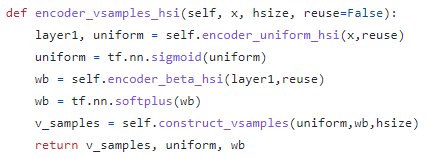 def encoder_vsamples_hsi(self, x, hsize, reuse=False):
    layer1, uniform = self.encoder_uniform_hsi(x,reuse)
    uniform = tf.nn.sigmoid(uniform)
    wb = self.encoder_beta_hsi(layer1,reuse)
    wb = tf.nn.softplus(wb)
    v_samples = self.construct_vsamples(uniform,wb,hsize)
    return v_samples, uniform, wb